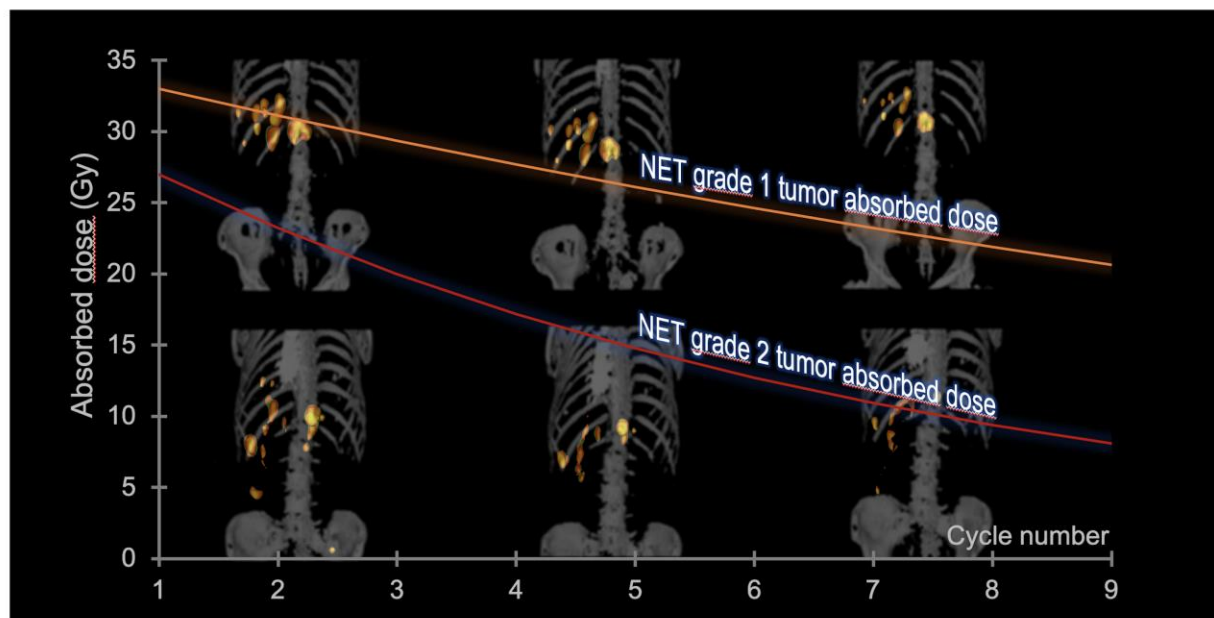 Absorbed dose (Gy)
35
30
25
20
15
10
5
0
NET grade 1 tumor absorbed dose
NET grade 2 tumor absorbed dose
Cycle number
1 2 3 4 5 6 7 8 9